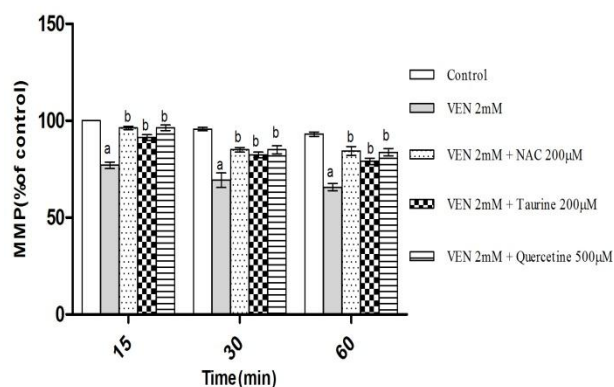 150
100
50
0
MMP(%of control)
a
b
b
b
a
b
b
b
a
b
b
b
15
30
60
Time(min)
Control
VEN 2mM
VEN 2mM + NAC 200µM
VEN 2mM + Taurine 200µM
VEN 2mM + Quercetine 500µM